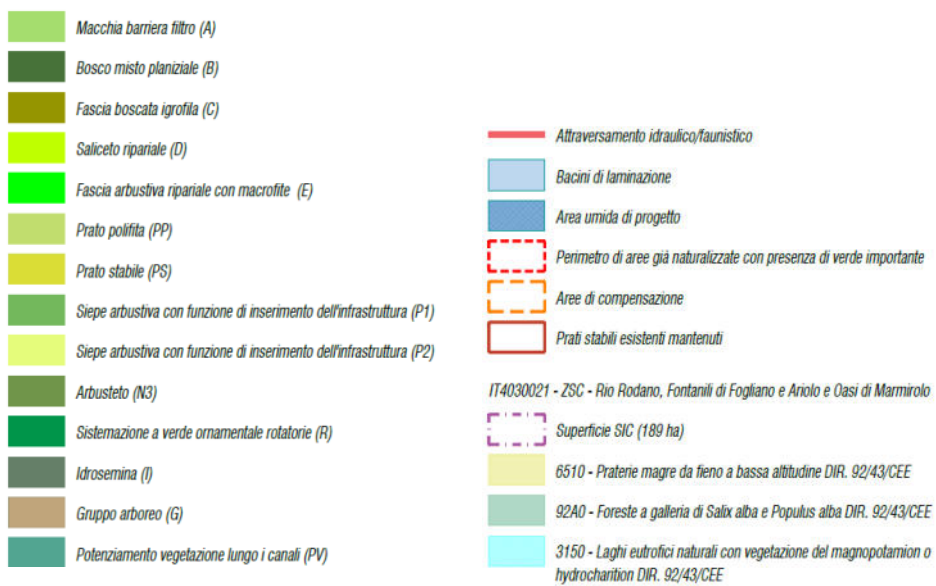 Macchia barriera filtro (A)
Bosco misto planiziale (B)
Fascia boscata igrofila (C)
Saliceto ripariale (D)
Fascia arbustiva ripariale con macrofite (E)
Prato polifita (PP)
Prato stabile (PS)
Siepe arbustiva con funzione di inserimento dell'infrastruttura (P1)
Siepe arbustiva con funzione di inserimento dell'infrastruttura (P2)
Arbusteto (N3)
Sistemazione a verde ornamentale rotatorie (R)
Idrosemina (I)
Gruppo arboreo (G)
Potenziamento vegetazione lungo i canali (PV)
Attraversamento idraulico/faunistico
Bacini di laminazione
Area umida di progetto
Perimetro di aree già naturalizzate con presenza di verde importante
Aree di compensazione
Prati stabili esistenti mantenuti
IT4030021 - ZSC - Rio Rodano, Fontanili di Fogliano e Ariolo e Oasi di Marmirolo
Superficie SIC (189 ha)
6510 - Praterie magre da fieno a bassa altitudine DIR. 92/43/CEE
92A0 - Foreste a galleria di Salix alba e Populus alba DIR. 92/43/CEE
3150 - Laghi eutrofici naturali con vegetazione del magnopotamion o
hydrocharition DIR. 92/43/CEE